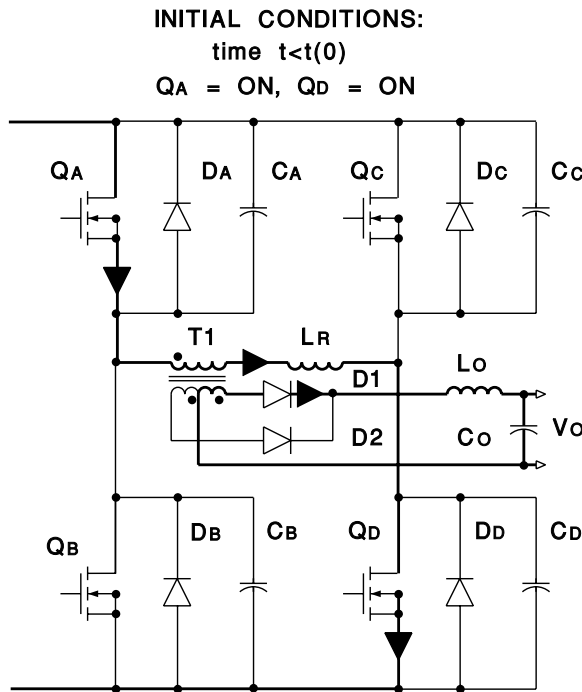 INITIAL CONDITIONS:
time t<t(0)
QA = ON, QD = ON
QA DA CA QC DC CC
T1 LR
D1 LO
D2 CO VO
QB DB CB QD DD CD